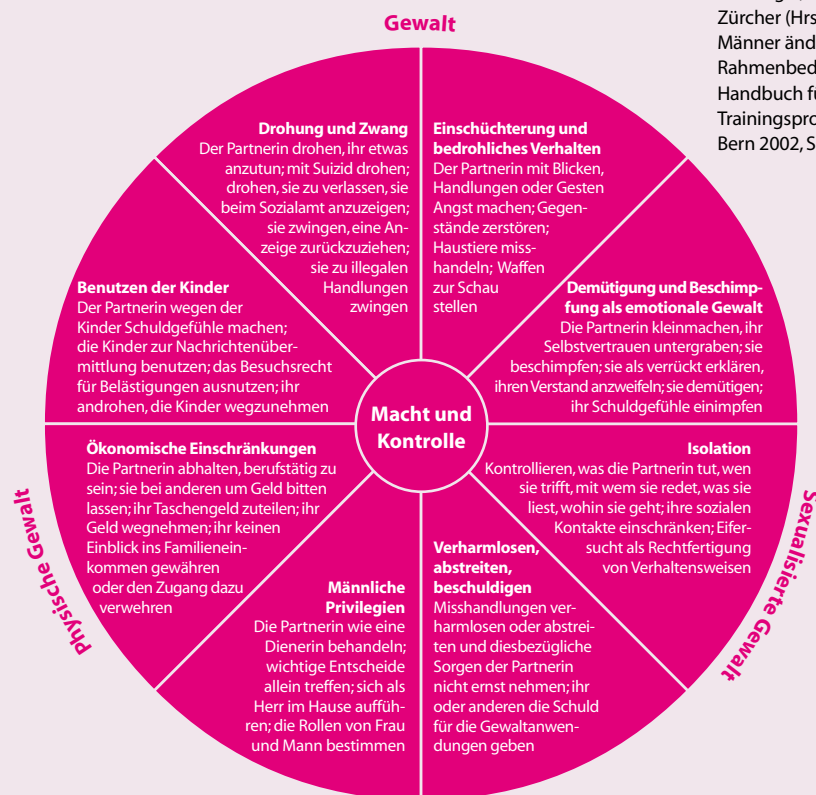 Gewalt
Zürcher (Hrs
Männer änd
Rahmenbed
Handbuch fü
Trainingspro
Bern 2002, S
Drohung und Zwang
Der Partnerin drohen, ihr etwas
anzutun; mit Suizid drohen;
drohen, sie zu verlassen, sie
beim Sozialamt anzuzeigen;
sie zwingen, eine An-
zeige zurückzuziehen;
sie zu illegalen
Handlungen
zwingen
Einschüchterung und
bedrohliches Verhalten
Der Partnerin mit Blicken,
Handlungen oder Gesten
Angst machen; Gegen-
stände zerstören;
Haustiere miss-
handeln; Waffen
zur Schau
stellen
Benutzen der Kinder
Der Partnerin wegen der
Kinder Schuldgefühle machen;
die Kinder zur Nachrichtenüber-
mittlung benutzen; das Besuchsrecht
für Belästigungen ausnutzen; ihr
androhen, die Kinder wegzunehmen
Demütigung und Beschimp-
fung als emotionale Gewalt
Die Partnerin kleinmachen, ihr
Selbstvertrauen untergraben; sie
beschimpfen; sie als verrückt erklären,
ihren Verstand anzweifeln; sie demütigen;
ihr Schuldgefühle einimpfen
Macht und
Kontrolle
Ökonomische Einschränkungen
Die Partnerin abhalten, berufstätig zu
sein; sie bei anderen um Geld bitten
lassen; ihr Taschengeld zuteilen; ihr
Geld wegnehmen; ihr keinen
Einblick ins Familienein-
kommen gewähren
oder den Zugang dazu
verwehren
Isolation
Kontrollieren, was die Partnerin tut, wen
sie trifft, mit wem sie redet, was sie
liest, wohin sie geht; ihre sozialen
Kontakte einschränken; Eifer-
sucht als Rechtfertigung
von Verhaltensweisen
Männliche
Privilegien
Die Partnerin wie eine
Dienerin behandeln;
wichtige Entscheide
allein treffen; sich als
Herr im Hause auffüh-
ren; die Rollen von Frau
und Mann bestimmen
Verharmlosen,
abstreiten,
beschuldigen
Misshandlungen ver-
harmlosen oder abstrei-
ten und diesbezügliche
Sorgen der Partnerin
nicht ernst nehmen; ihr
oder anderen die Schuld
für die Gewaltanwen-
dungen geben
Physische Gewalt
Sexualisierte Gewalt